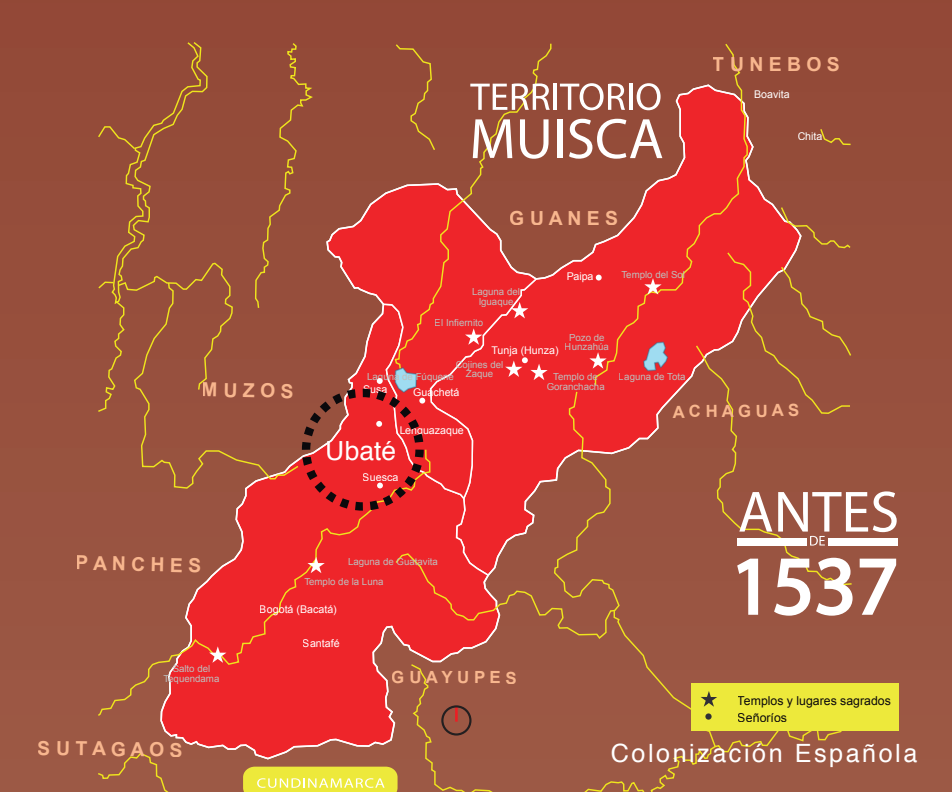 TUNEBOS
TERRITORIO
MUISCA
Boavita
Chita
GUANES
Paipa
Templo del Sol
Laguna del
Iguaque
El Infiernito
Pozo de
Hunzahúa
Tunja (Hunza)
Cojines del
Zaque
Templo de
Goranchacha
Laguna de Tota
Laguna Fúquene
Susa
Guachetá
MUZOS
ACHAGUAS
Lenguazaque
Ubaté
Suesca
ANTES
DE
1537
PANCHES
Laguna de Guatavita
Templo de la Luna
Bogotá (Bacatá)
Santafé
Salto del
Tequendama
GUAYUPES
Templos y lugares sagrados
Señoríos
SUTAGAOS
Colonización Española
CUNDINAMARCA